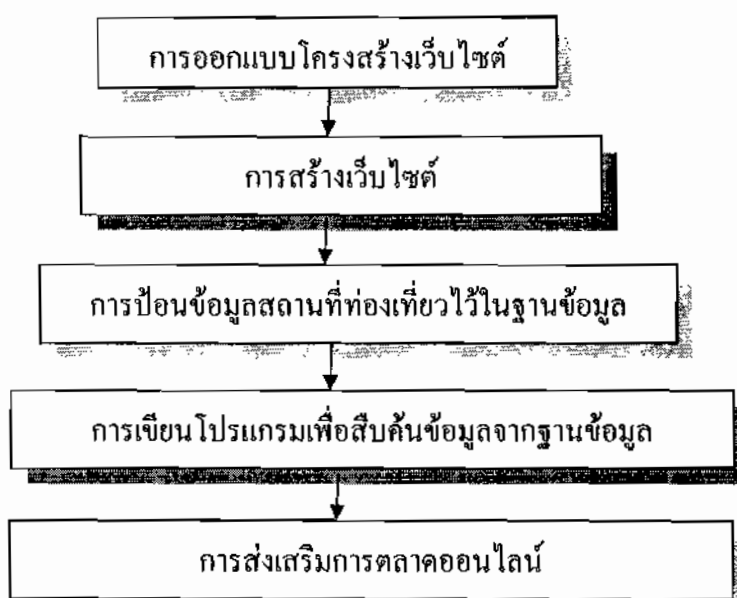 การออกแบบโครงสร้างเว็บไซต์
การสร้างเว็บไซต์
การป้อนข้อมูลสถานที่ท่องเที่ยวไว้ในฐานข้อมูล
การเขียนโปรแกรมเพื่อสืบค้นข้อมูลจากฐานข้อมูล
การส่งเสริมการตลาดออนไลน์